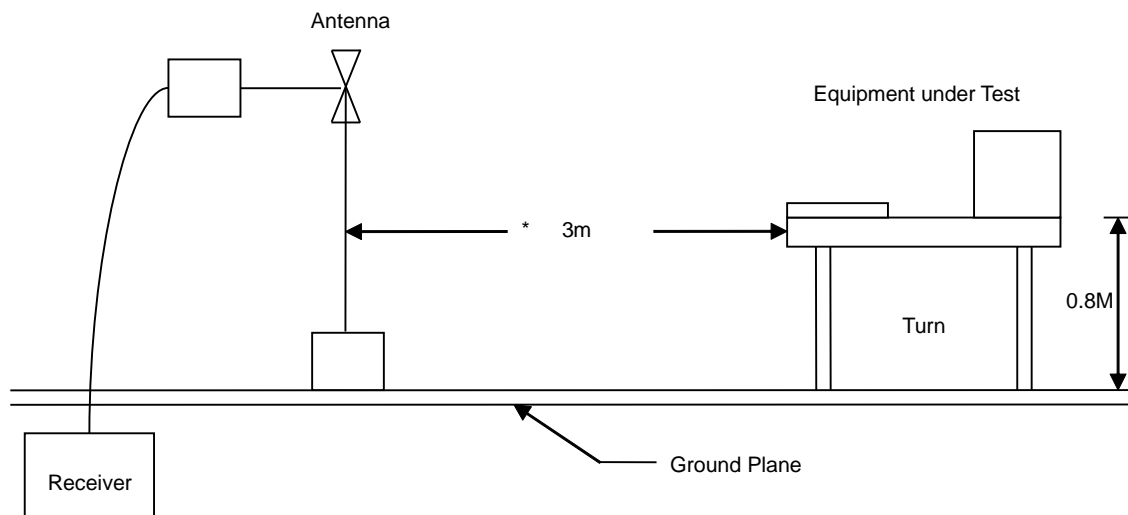 Antenna
Equipment under Test
* 3m
0.8M
Turn
Ground Plane
Receiver